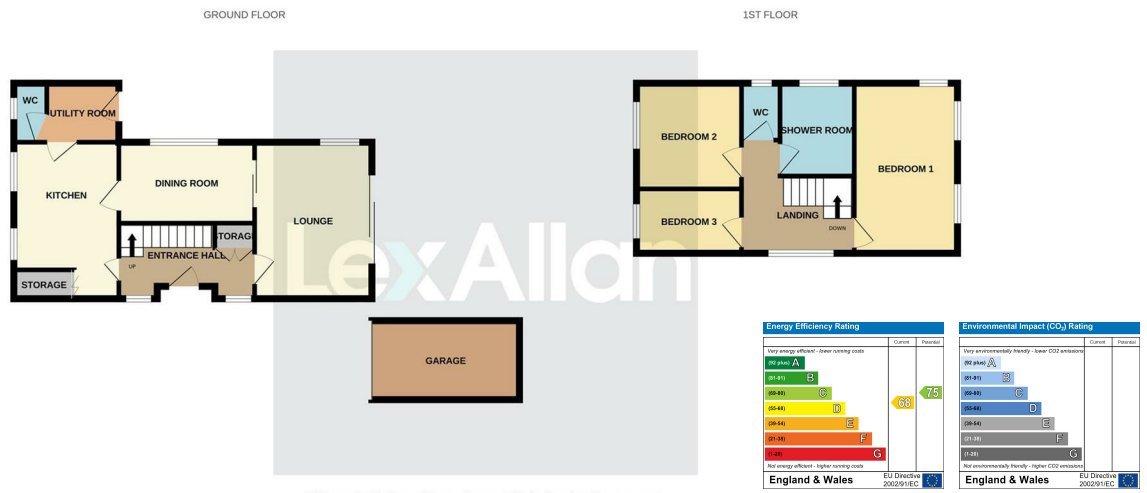 GROUND FLOOR
1ST FLOOR
WC
UTILITY ROOM
KITCHEN
DINING ROOM
LOUNGE
STORAGE
ENTRANCE HALL
UP
STORAGE
GARAGE
LexAllan
BEDROOM 2
WC
SHOWER ROOM
BEDROOM 1
BEDROOM 3
LANDING
DOWN
Energy Efficiency Rating
Current Potential
Very energy efficient - lower running costs
(92 plus) A
(81-91) B
(69-80) C
(55-68) D
(39-54) E
(21-38) F
(1-20) G
68
75
Not energy efficient - higher running costs
England & Wales
EU Directive
2002/91/EC
Environmental Impact (CO₂) Rating
Current Potential
Very environmentally friendly - lower CO2 emissions
(92 plus) A
(81-91) B
(69-80) C
(55-68) D
(39-54) E
(21-38) F
(1-20) G
Not environmentally friendly - higher CO2 emissions
England & Wales
EU Directive
2002/91/EC